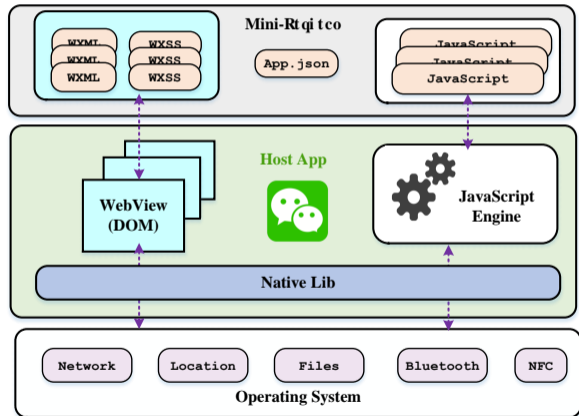 Mini-Rtqi tco
WXML
WXSS
JavaScript
WXML
WXSS
App.json
JavaScript
WXML
WXSS
JavaScript
Host App
WebView
(DOM)
JavaScript
Engine
Native Lib
Network
Location
Files
Bluetooth
NFC
Operating System